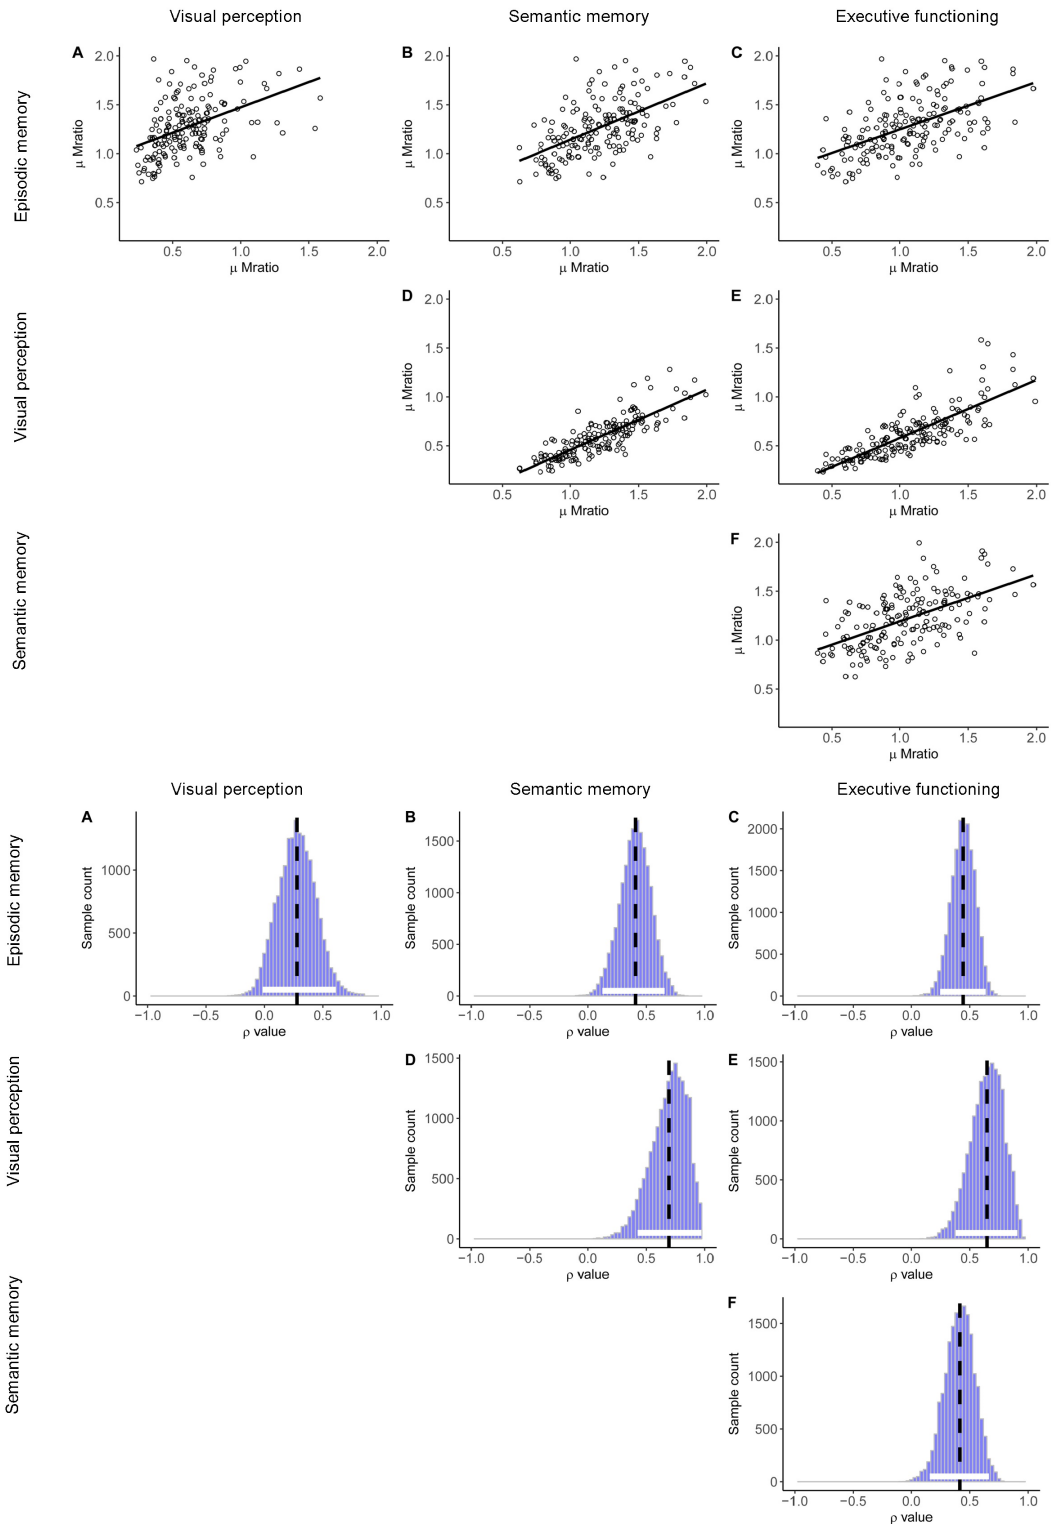 Visual perception Semantic memory Executive functioning
Episodic memory
A
2.0
1.5
1.0
0.5
μ Mratio
0.5 1.0 1.5 2.0
μ Mratio
B
2.0
1.5
1.0
0.5
μ Mratio
0.5 1.0 1.5 2.0
μ Mratio
C
2.0
1.5
1.0
0.5
μ Mratio
0.5 1.0 1.5 2.0
μ Mratio
Visual perception
D
2.0
1.5
1.0
0.5
μ Mratio
0.5 1.0 1.5 2.0
μ Mratio
E
2.0
1.5
1.0
0.5
μ Mratio
0.5 1.0 1.5 2.0
μ Mratio
Semantic memory
F
2.0
1.5
1.0
0.5
μ Mratio
0.5 1.0 1.5 2.0
μ Mratio
Visual perception Semantic memory Executive functioning
Episodic memory
A
1000
500
0
Sample count
−1.0 −0.5 0.0 0.5 1.0
ρ value
B
1500
1000
500
0
Sample count
−1.0 −0.5 0.0 0.5 1.0
ρ value
C
2000
1500
1000
500
0
Sample count
−1.0 −0.5 0.0 0.5 1.0
ρ value
Visual perception
D
1500
1000
500
0
Sample count
−1.0 −0.5 0.0 0.5 1.0
ρ value
E
1500
1000
500
0
Sample count
−1.0 −0.5 0.0 0.5 1.0
ρ value
Semantic memory
F
1500
1000
500
0
Sample count
−1.0 −0.5 0.0 0.5 1.0
ρ value